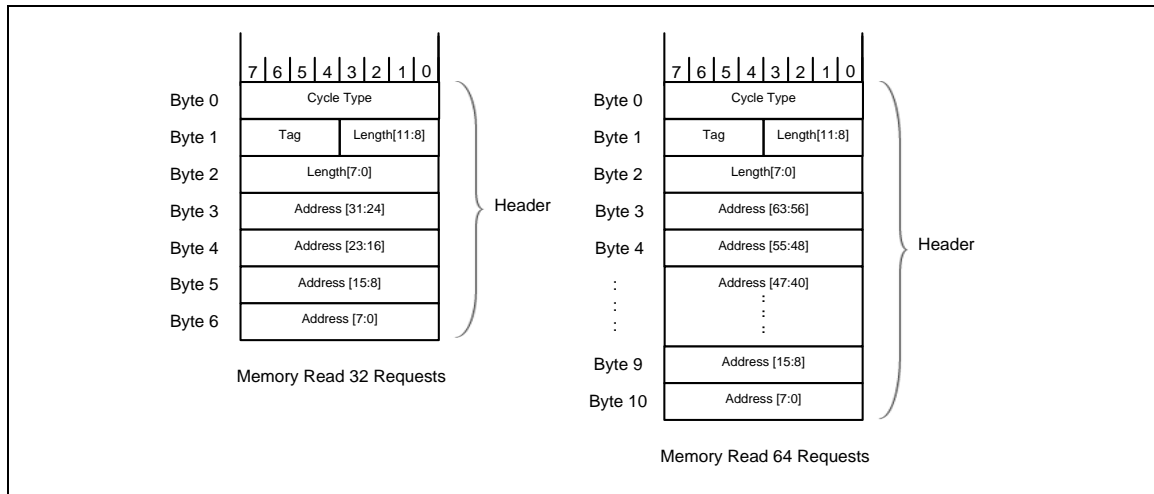 7 6 5 4 3 2 1 0
Byte 0 Cycle Type
Byte 1 Tag Length[11:8]
Byte 2 Length[7:0]
Byte 3 Address [31:24]
Byte 4 Address [23:16]
Byte 5 Address [15:8]
Byte 6 Address [7:0]
Header
Memory Read 32 Requests
7 6 5 4 3 2 1 0
Byte 0 Cycle Type
Byte 1 Tag Length[11:8]
Byte 2 Length[7:0]
Byte 3 Address [63:56]
Byte 4 Address [55:48]
Address [47:40]
Byte 9 Address [15:8]
Byte 10 Address [7:0]
Header
Memory Read 64 Requests